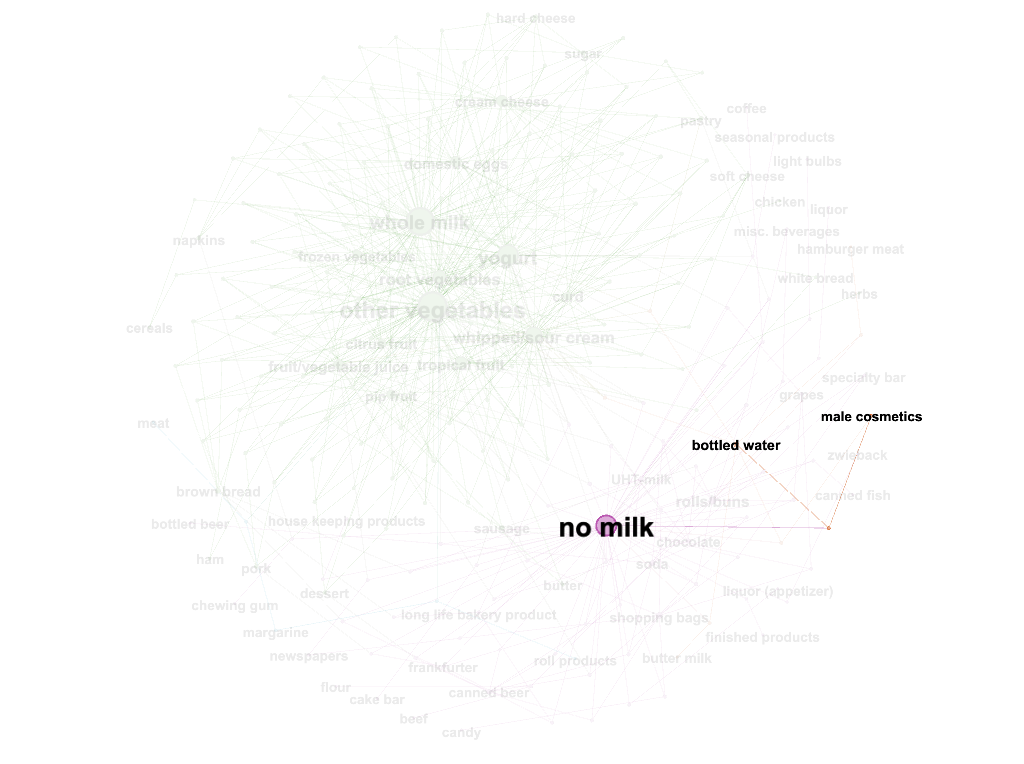 hard cheese
sugar
cream cheese
coffee
pastry
seasonal products
domestic eggs
light bulbs
soft cheese
chicken
liquor
whole milk
misc. beverages
napkins
hamburger meat
frozen vegetables
yogurt
root vegetables
white bread
curd
herbs
other vegetables
cereals
whipped/sour cream
citrus fruit
fruit/vegetable juice
tropical fruit
specialty bar
pip fruit
grapes
male cosmetics
meat
bottled water
zwieback
UHT-milk
brown bread
canned fish
rolls/buns
bottled beer
house keeping products
sausage
no milk
chocolate
ham
pork
soda
butter
dessert
liquor (appetizer)
chewing gum
long life bakery product
shopping bags
margarine
finished products
newspapers
roll products
butter milk
frankfurter
flour
cake bar
canned beer
beef
candy